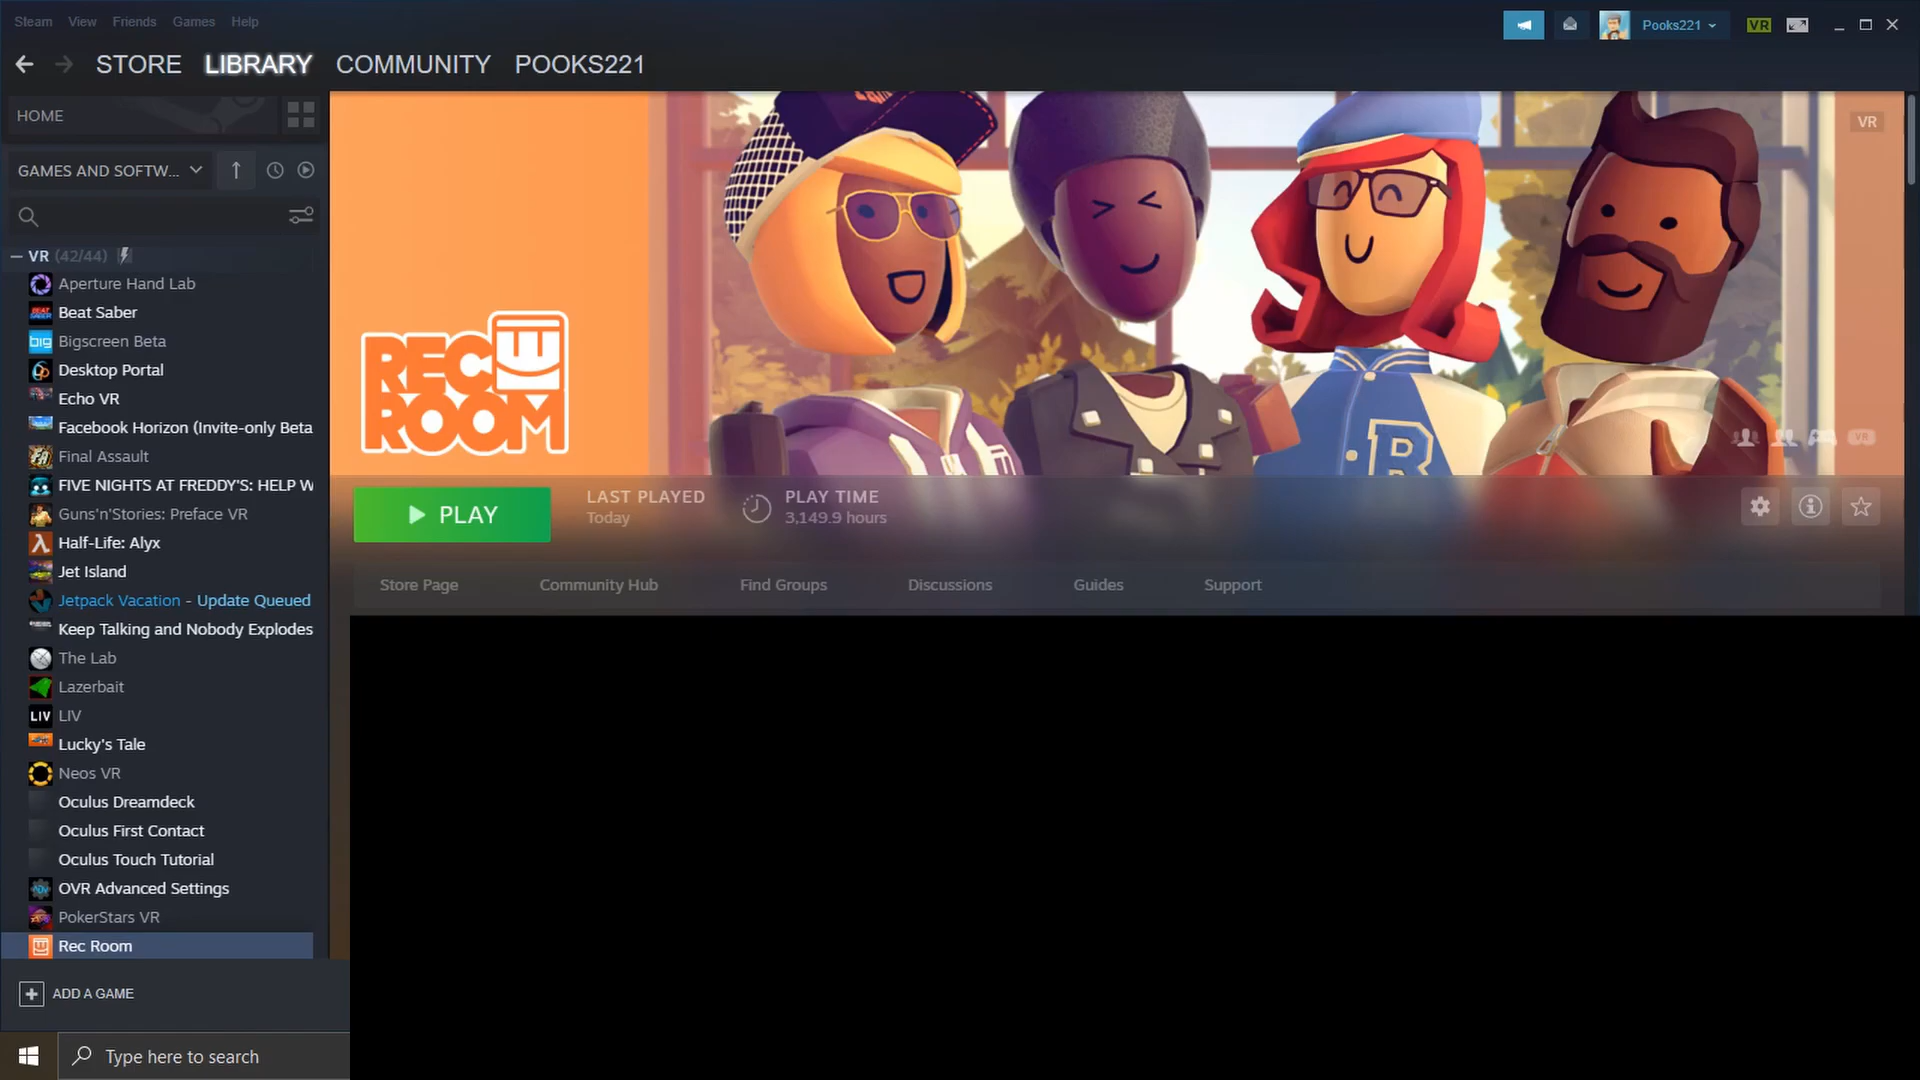 Steam View Friends Games Help
Pooks221
VR
STORE LIBRARY COMMUNITY POOKS221
HOME
VR
GAMES AND SOFTW...
VR (42/44)
Aperture Hand Lab
Beat Saber
Bigscreen Beta
Desktop Portal
Echo VR
Facebook Horizon (Invite-only Beta
Final Assault
FIVE NIGHTS AT FREDDY'S: HELP W
Guns'n'Stories: Preface VR
Half-Life: Alyx
Jet Island
Jetpack Vacation - Update Queued
Keep Talking and Nobody Explodes
The Lab
Lazerbait
LIV LIV
Lucky's Tale
Neos VR
Oculus Dreamdeck
Oculus First Contact
Oculus Touch Tutorial
OVR Advanced Settings
PokerStars VR
Rec Room
ADD A GAME
Type here to search
REC
ROOM
R
VR
PLAY
LAST PLAYED
Today
PLAY TIME
3,149.9 hours
Store Page Community Hub Find Groups Discussions Guides Support
big
BEAT
SABER